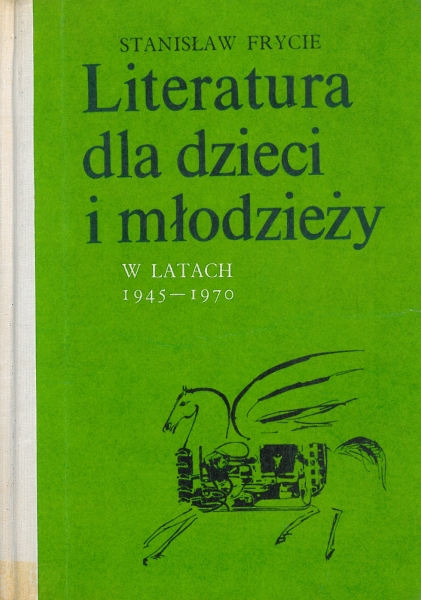 STANISŁAW FRYCIE
Literatura
dla dzieci
i młodzieży
W LATACH
1945–1970